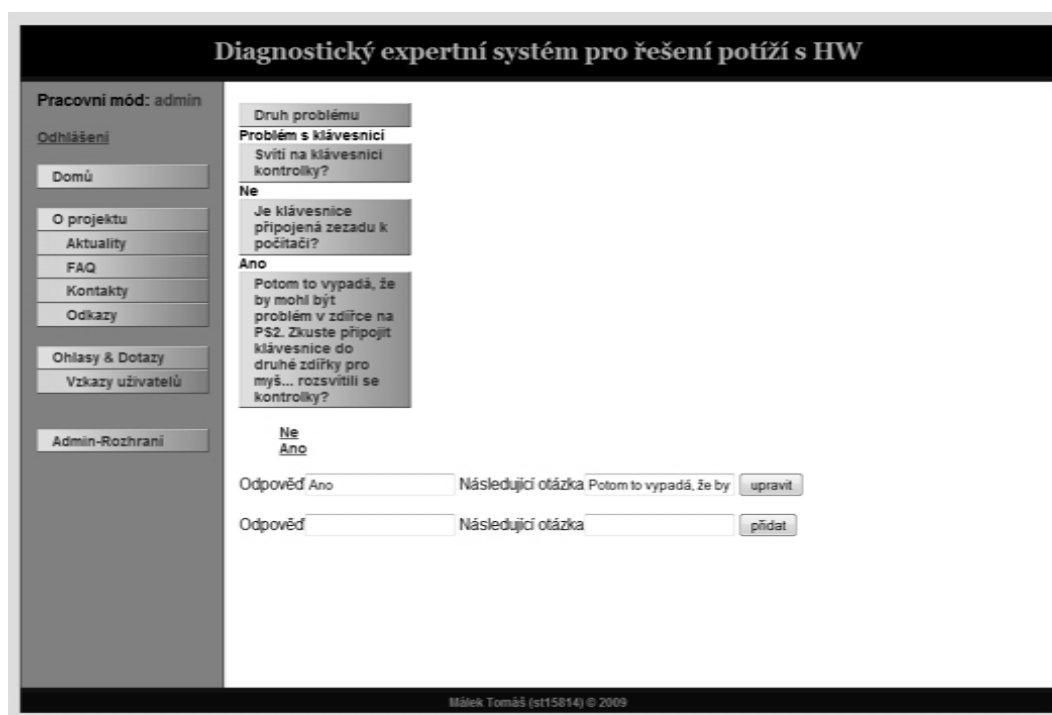 Diagnostický expertní systém pro řešení potíží s HW
Pracovní mód: admin
Odhlášení
Domů
O projektu
Aktuality
FAQ
Kontakty
Odkazy
Ohlasy & Dotazy
Vzkazy uživatelů
Admin-Rozhraní
Druh problému
Problém s klávesnicí
Svítí na klávesnici
kontrolky?
Ne
Je klávesnice
připojená zezadu k
počítači?
Ano
Potom to vypadá, že
by mohl být
problém v zdířce na
PS2. Zkuste připojit
klávesnice do
druhé zdířky pro
myš... rozsvítili se
kontrolky?
Ne
Ano
Odpověď Ano Následující otázka Potom to vypadá, že by upravit
Odpověď Následující otázka přidat
Málek Tomáš (st15814) © 2009